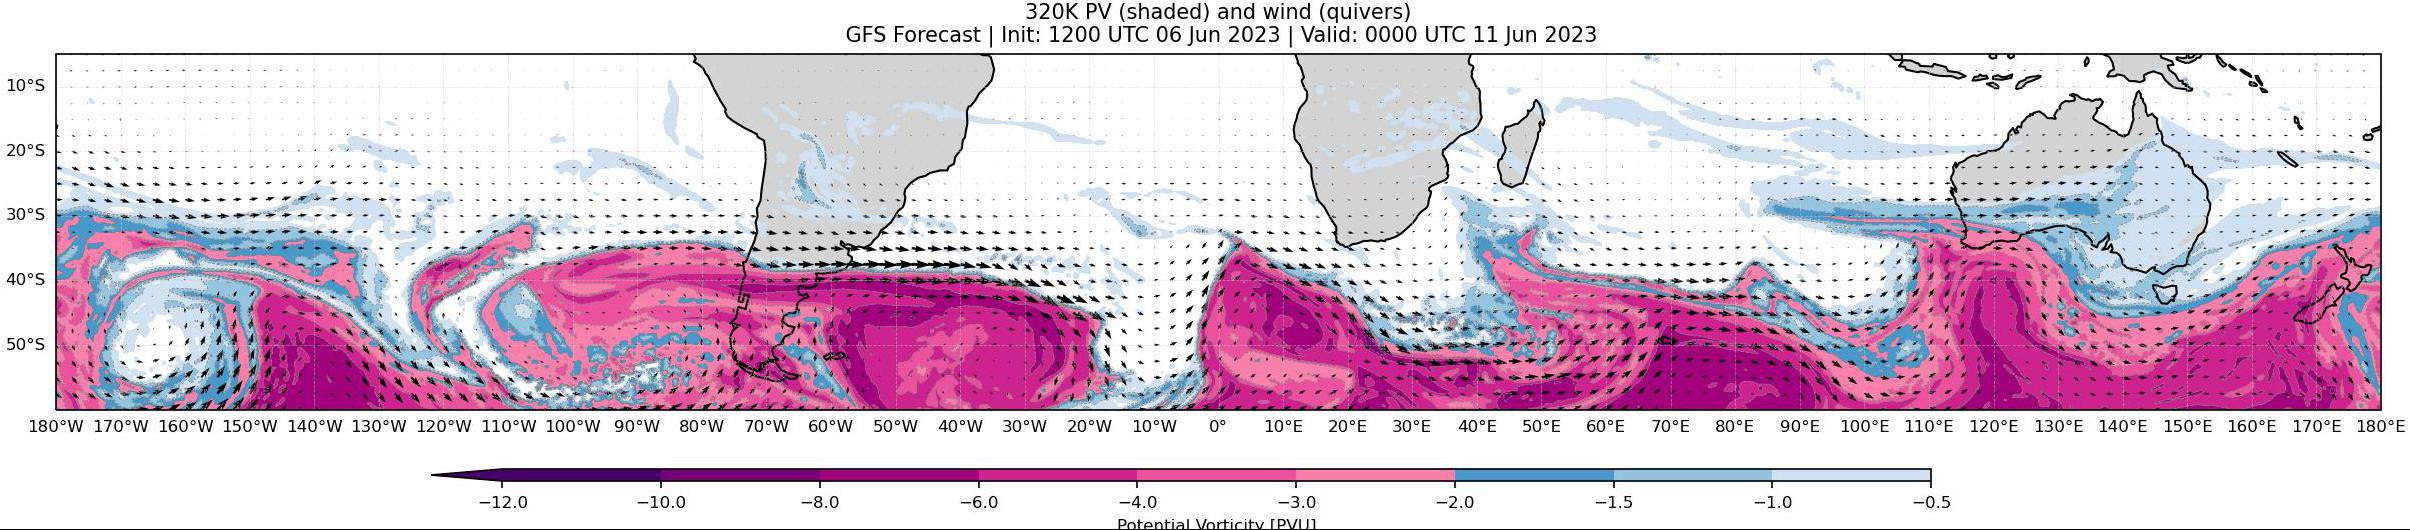 320K PV (shaded) and wind (quivers)
GFS Forecast | Init: 1200 UTC 06 Jun 2023 | Valid: 0000 UTC 11 Jun 2023
10°S
20°S
30°S
40°S
50°S
180°W 170°W 160°W 150°W 140°W 130°W 120°W 110°W 100°W 90°W 80°W 70°W 60°W 50°W 40°W 30°W 20°W 10°W 0° 10°E 20°E 30°E 40°E 50°E 60°E 70°E 80°E 90°E 100°E 110°E 120°E 130°E 140°E 150°E 160°E 170°E 180°E
−12.0 −10.0 −8.0 −6.0 −4.0 −3.0 −2.0 −1.5 −1.0 −0.5
Potential Vorticity [PVU]